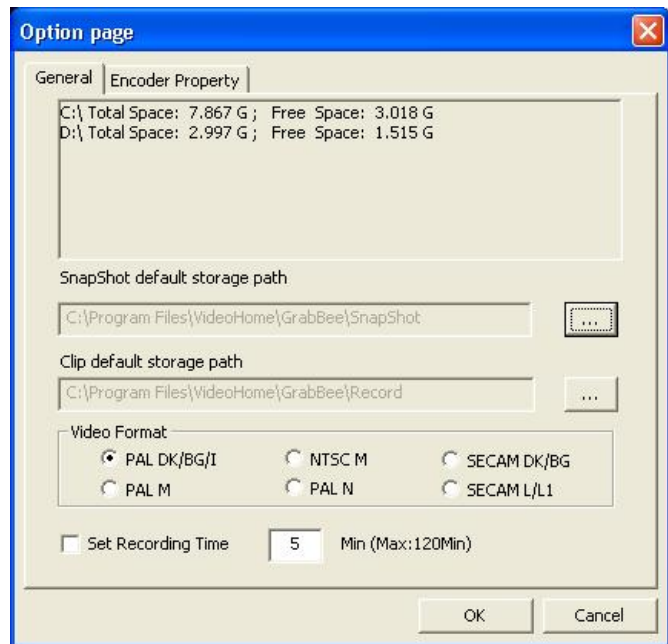 Option page
General Encoder Property
C:\ Total Space: 7.867 G ; Free Space: 3.018 G
D:\ Total Space: 2.997 G ; Free Space: 1.515 G
SnapShot default storage path
C:\Program Files\VideoHome\GrabBee\SnapShot ...
Clip default storage path
C:\Program Files\VideoHome\GrabBee\Record ...
Video Format
PAL DK/BG/I NTSC M SECAM DK/BG
PAL M PAL N SECAM L/L1
Set Recording Time 5 Min (Max:120Min)
OK Cancel